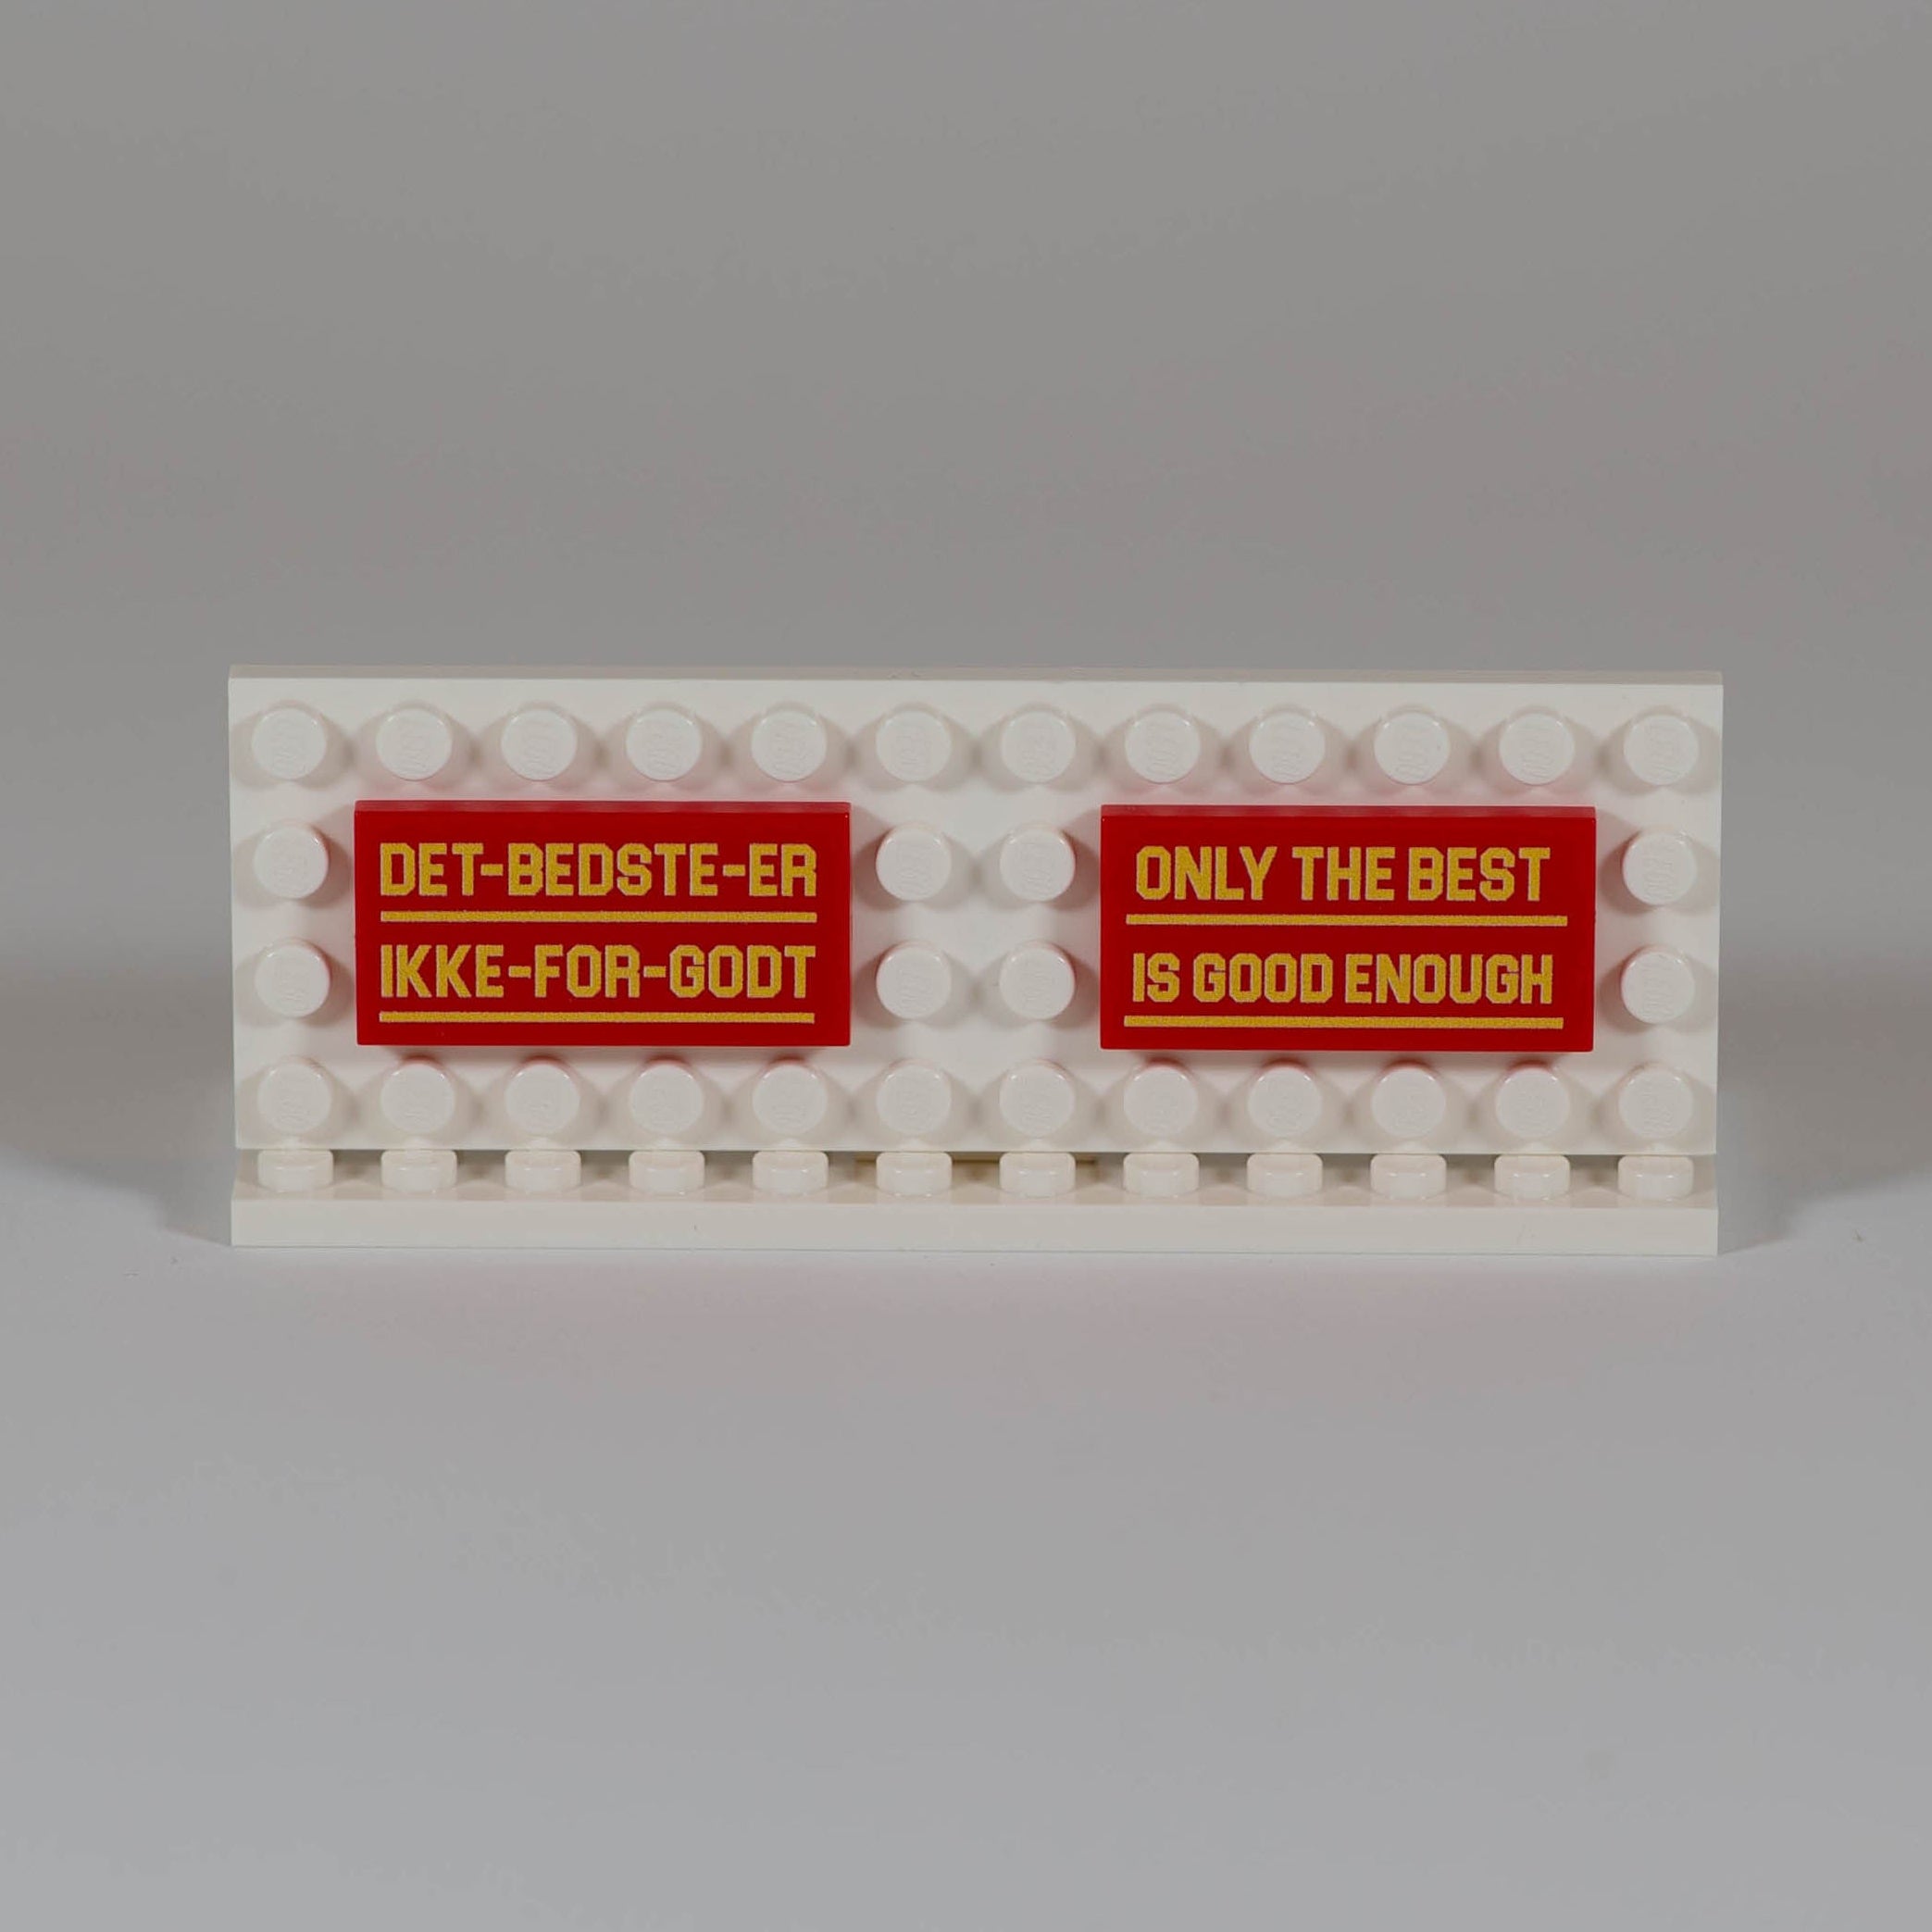 DET-BEDSTE-ER
IKKE-FOR-GODT
ONLY THE BEST
IS GOOD ENOUGH